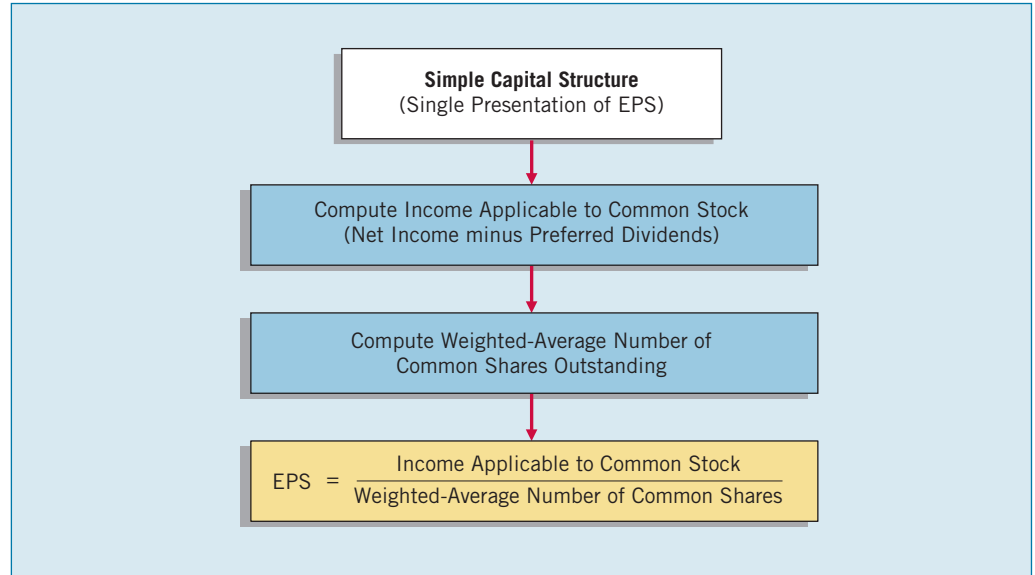 Simple Capital Structure
(Single Presentation of EPS)
Compute Income Applicable to Common Stock
(Net Income minus Preferred Dividends)
Compute Weighted-Average Number of
Common Shares Outstanding
EPS = Income Applicable to Common Stock
Weighted-Average Number of Common Shares